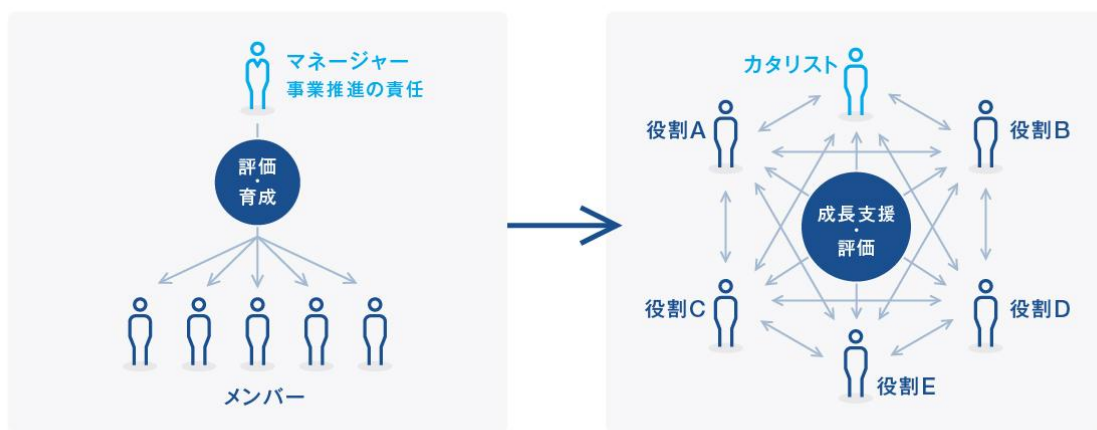 マネージャー
事業推進の責任
評価
・
育成
メンバー
カタリスト
役割A
役割B
成長支援
・
評価
役割C
役割D
役割E